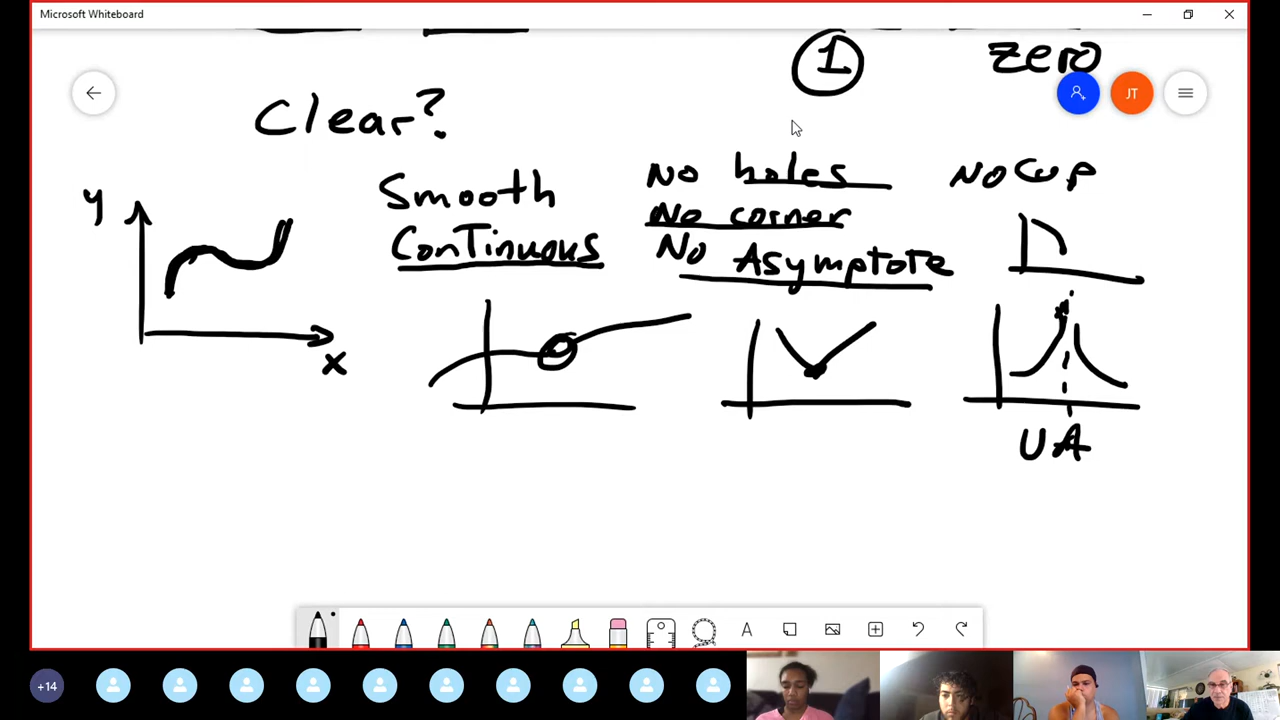 Microsoft Whiteboard
1
zero
JT
Clear?
Smooth
Continuous
No holes
No corner
No Asymptote
No Cup
y
x
UA
A
+14